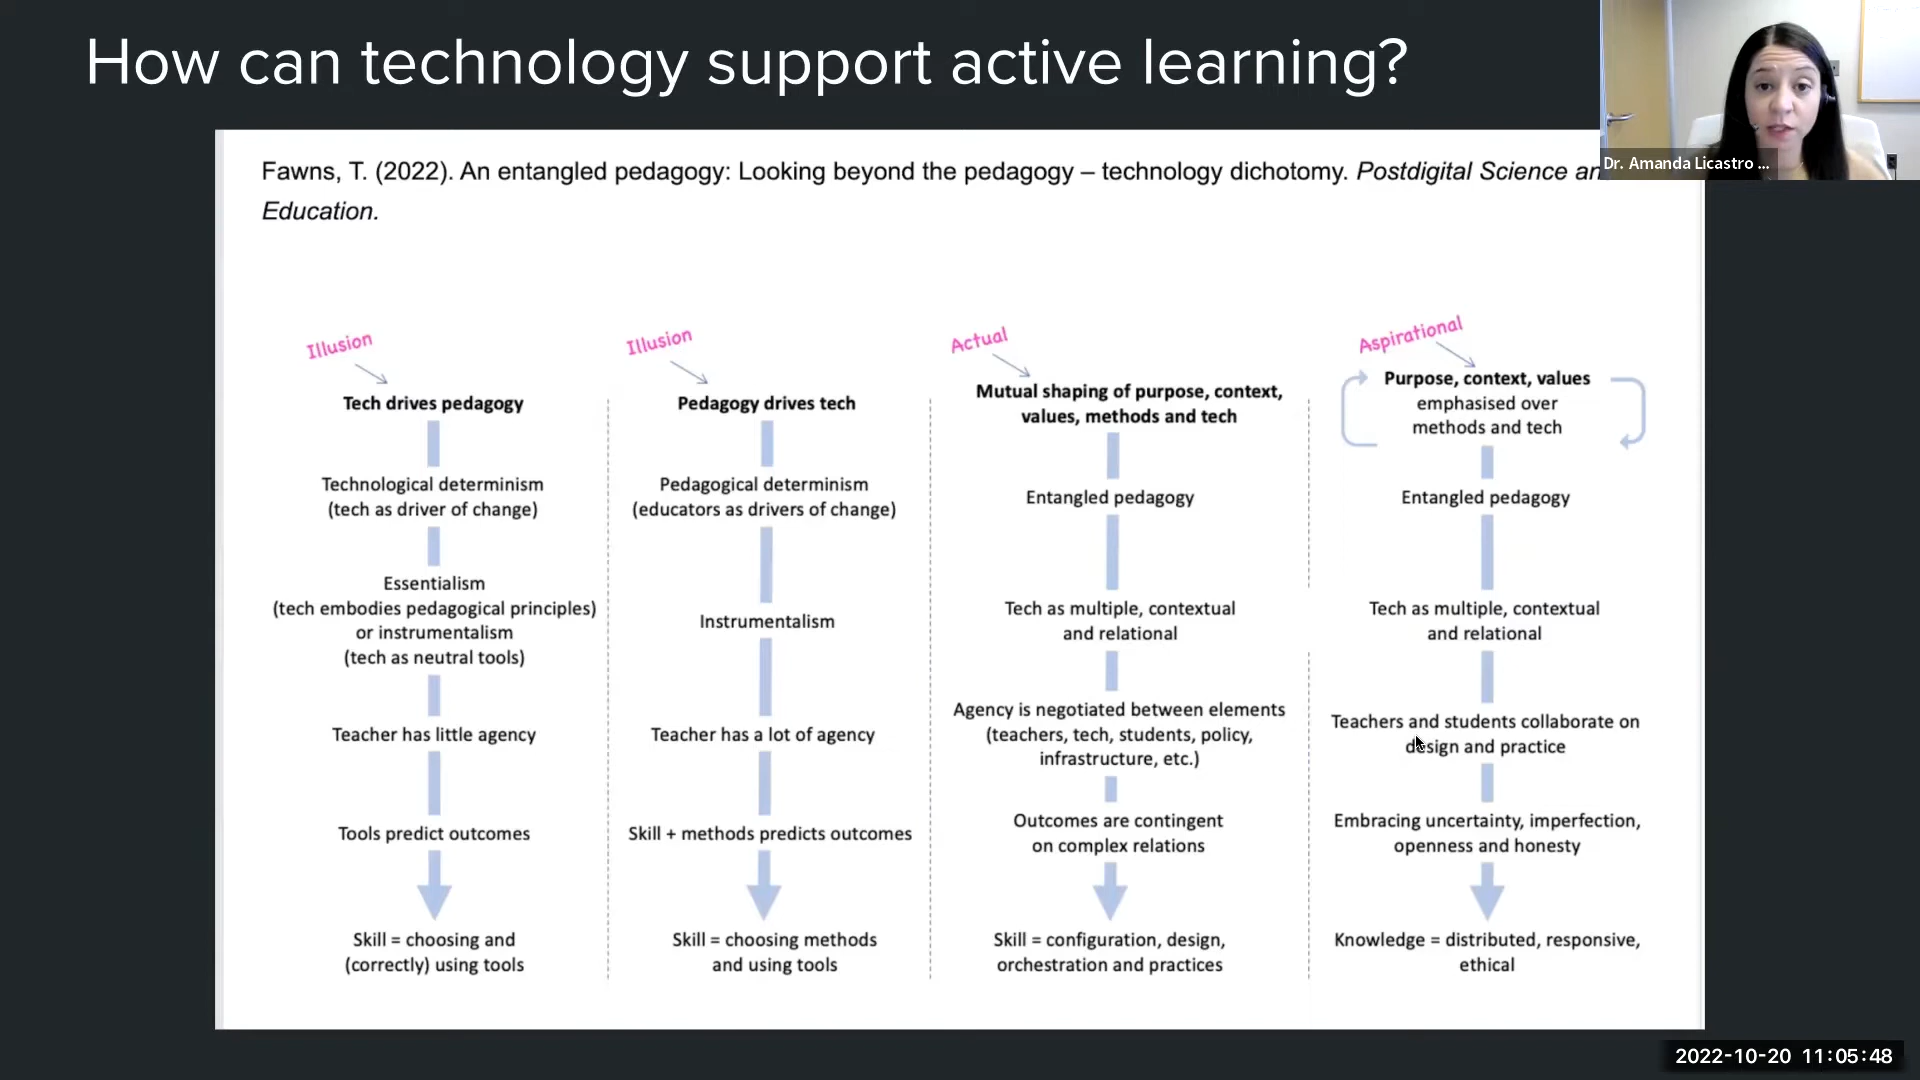 How can technology support active learning?
Dr. Amanda Licastro ...
Fawns, T. (2022). An entangled pedagogy: Looking beyond the pedagogy – technology dichotomy. Postdigital Science an
Education.
Illusion
Tech drives pedagogy
Technological determinism
(tech as driver of change)
Essentialism
(tech embodies pedagogical principles)
or instrumentalism
(tech as neutral tools)
Teacher has little agency
Tools predict outcomes
Skill = choosing and
(correctly) using tools
Illusion
Pedagogy drives tech
Pedagogical determinism
(educators as drivers of change)
Instrumentalism
Teacher has a lot of agency
Skill + methods predicts outcomes
Skill = choosing methods
and using tools
Actual
Mutual shaping of purpose, context,
values, methods and tech
Entangled pedagogy
Tech as multiple, contextual
and relational
Agency is negotiated between elements
(teachers, tech, students, policy,
infrastructure, etc.)
Outcomes are contingent
on complex relations
Skill = configuration, design,
orchestration and practices
Aspirational
Purpose, context, values
emphasised over
methods and tech
Entangled pedagogy
Tech as multiple, contextual
and relational
Teachers and students collaborate on
design and practice
Embracing uncertainty, imperfection,
openness and honesty
Knowledge = distributed, responsive,
ethical
2022-10-20 11:05:48